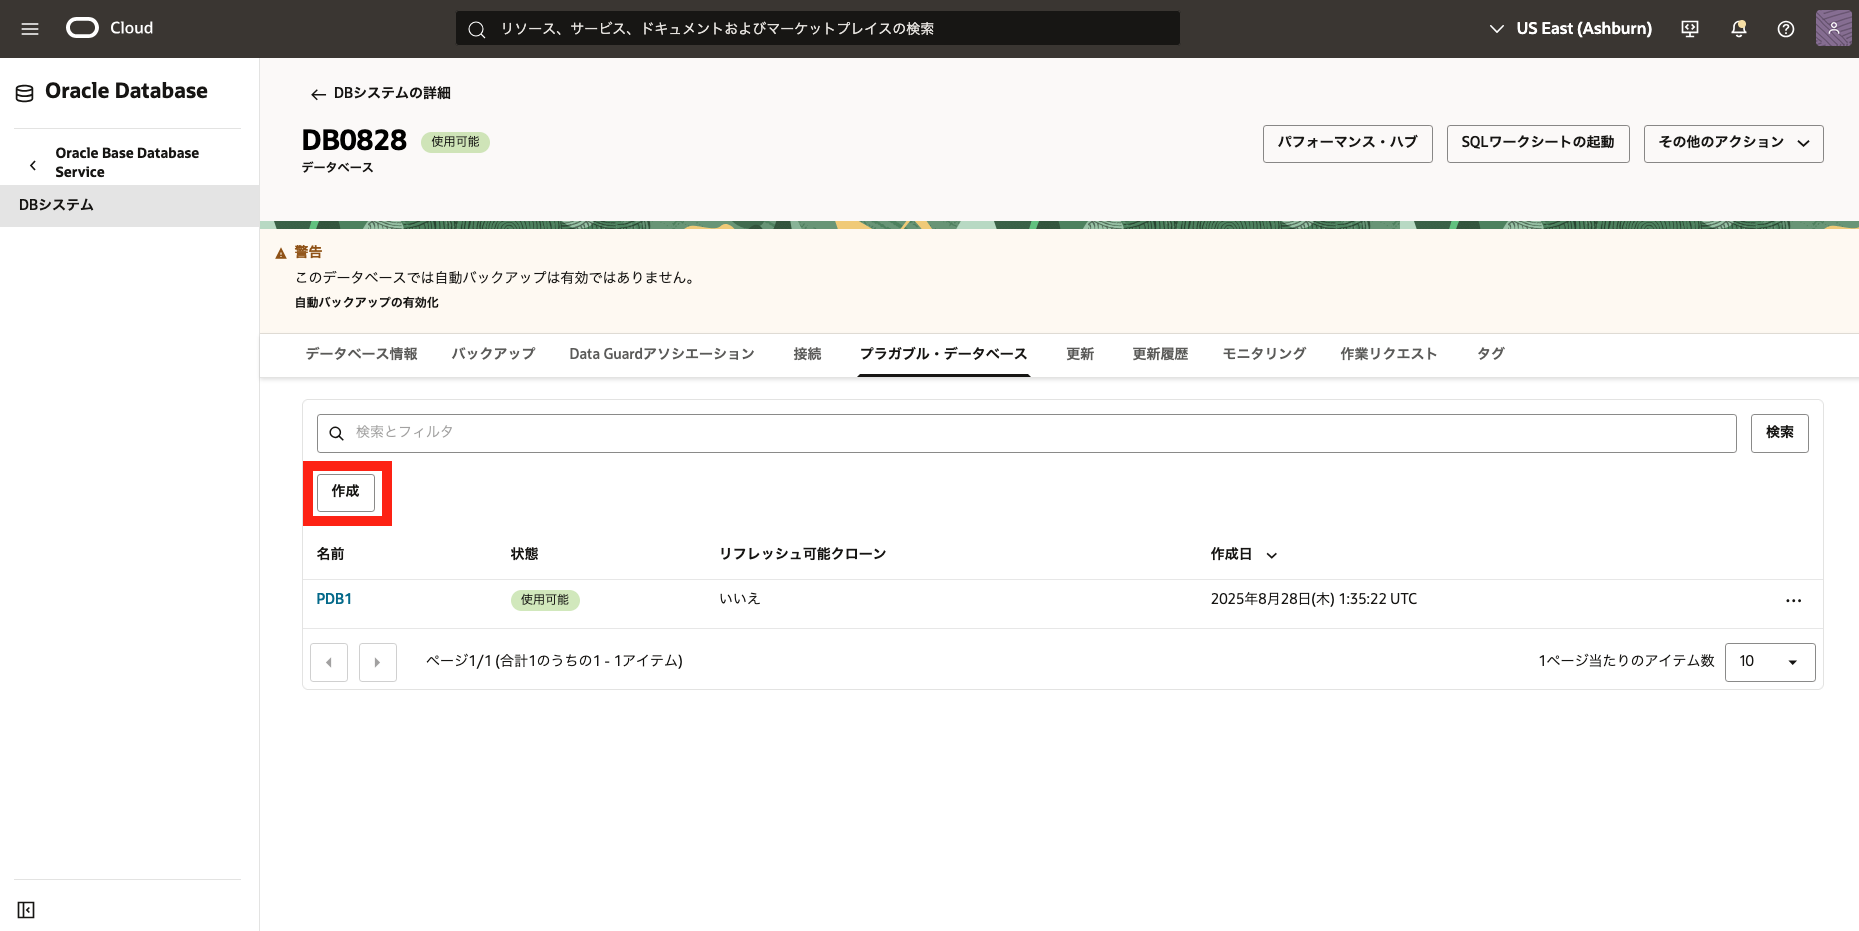 Cloud
リソース、サービス、ドキュメントおよびマーケットプレイスの検索
US East (Ashburn)
Oracle Database
Oracle Base Database
Service
DBシステム
DBシステムの詳細
DB0828
使用可能
データベース
パフォーマンス・ハブ
SQLワークシートの起動
その他のアクション
警告
このデータベースでは自動バックアップは有効ではありません。
自動バックアップの有効化
データベース情報 バックアップ Data Guardアソシエーション 接続 プラガブル・データベース 更新 更新履歴 モニタリング 作業リクエスト タグ
検索とフィルタ
検索
作成
名前 状態 リフレッシュ可能クローン 作成日
PDB1 使用可能 いいえ 2025年8月28日(木) 1:35:22 UTC
ページ1/1 (合計1のうちの1 - 1アイテム)
1ページ当たりのアイテム数 10